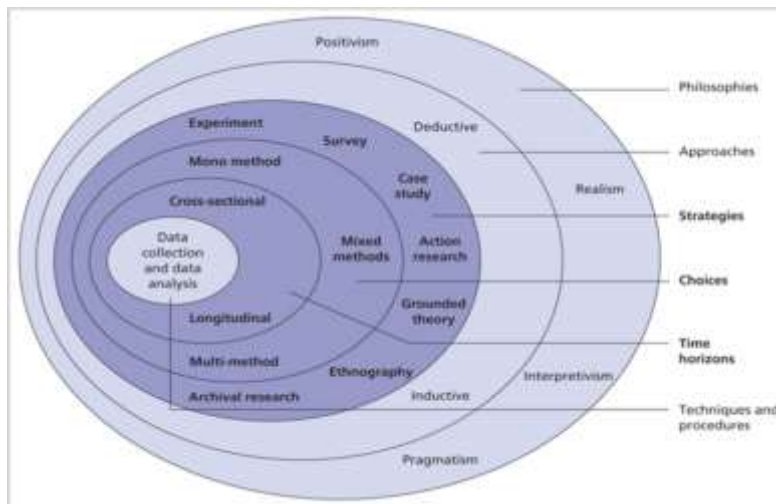 Positivism
Philosophies
Experiment
Deductive
Survey
Approaches
Mono method
Case
study
Realism
Cross-sectional
Strategies
Data
collection
and data
analysis
Mixed
methods
Action
research
Choices
Grounded
theory
Longitudinal
Time
horizons
Multi-method
Ethnography
Interpretivism
Archival research
Inductive
Techniques and
procedures
Pragmatism